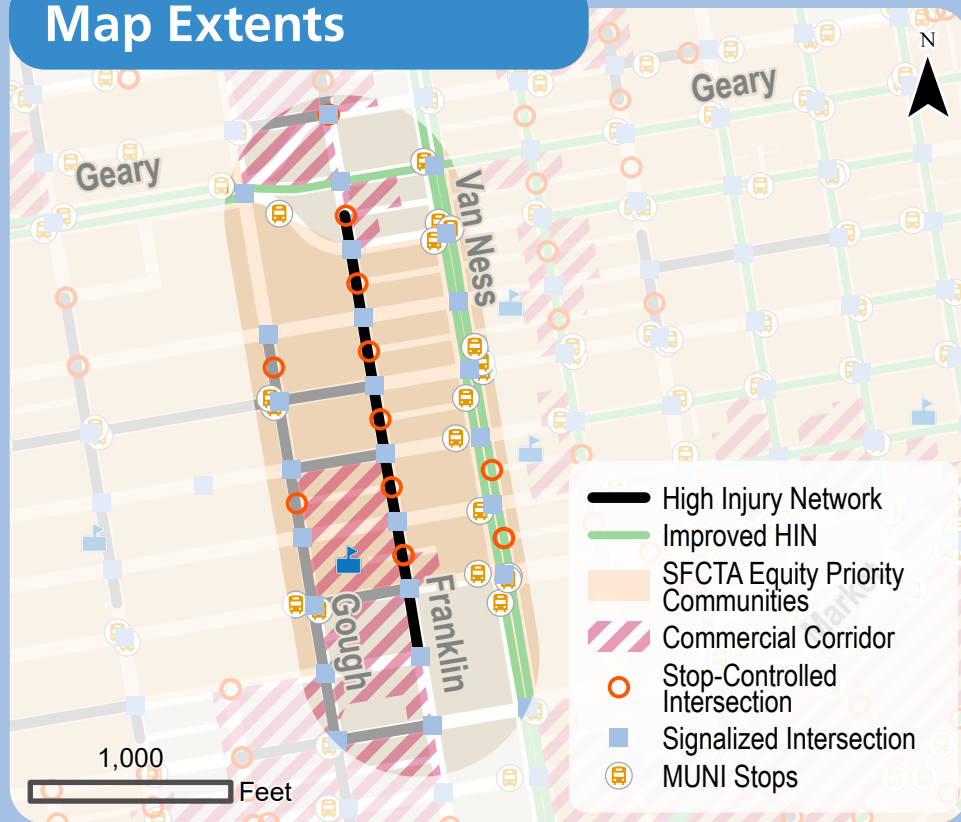 Map Extents
N
Geary
Geary
Van Ness
Franklin
Gough
Market
High Injury Network
Improved HIN
SFCTA Equity Priority
Communities
Commercial Corridor
Stop-Controlled
Intersection
Signalized Intersection
MUNI Stops
1,000
Feet